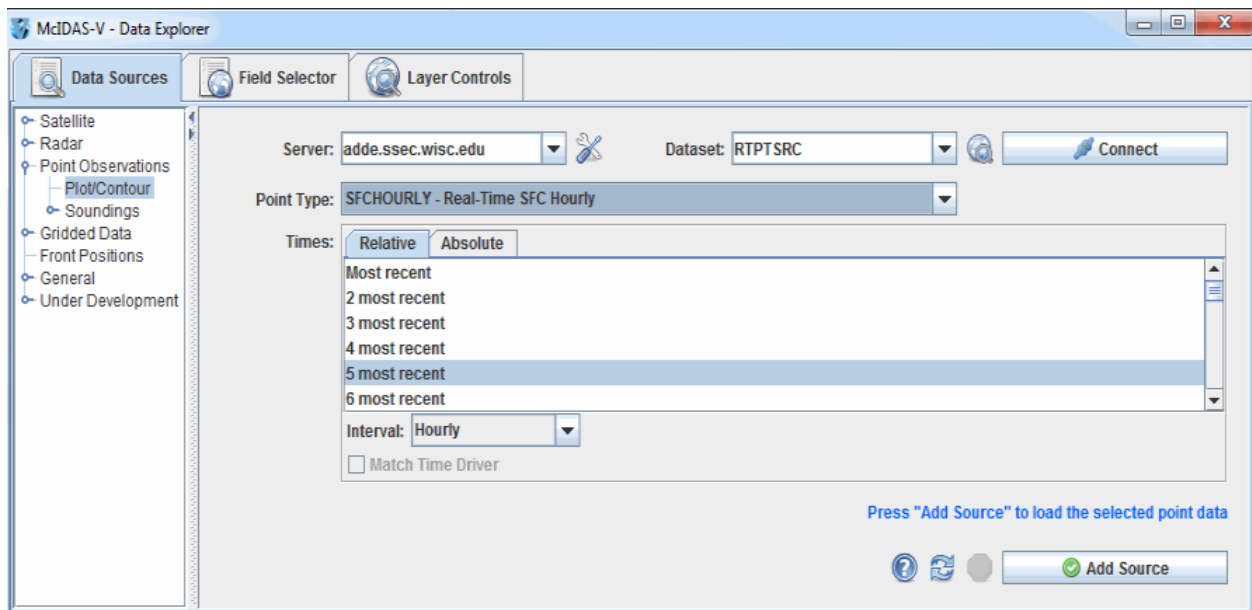 McIDAS-V - Data Explorer
Data Sources
Field Selector
Layer Controls
Satellite
Radar
Point Observations
Plot/Contour
Soundings
Gridded Data
Front Positions
General
Under Development
Server: adde.ssec.wisc.edu Dataset: RTPTSRC Connect
Point Type: SFCHOURLY - Real-Time SFC Hourly
Times: Relative Absolute
Most recent
2 most recent
3 most recent
4 most recent
5 most recent
6 most recent
Interval: Hourly
Match Time Driver
Press "Add Source" to load the selected point data
Add Source